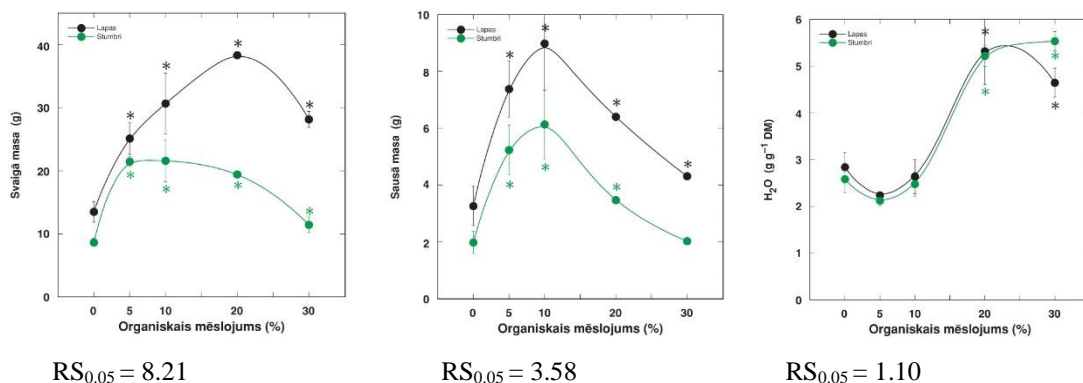 Lapas
Stumbri
Svaigā masa (g)
50
40
30
20
10
0
* * * * * * * *
0 5 10 20 30
Organiskais mēslojums (%)
Lapas
Stumbri
Sausā masa (g)
10
8
6
4
2
0
* * * * * * *
0 5 10 20 30
Organiskais mēslojums (%)
Lapas
Stumbri
H₂O (g g⁻¹ DM)
6
5
4
3
2
1
0
* * * *
0 5 10 20 30
Organiskais mēslojums (%)
RS₀.₀₅ = 8.21
RS₀.₀₅ = 3.58
RS₀.₀₅ = 1.10